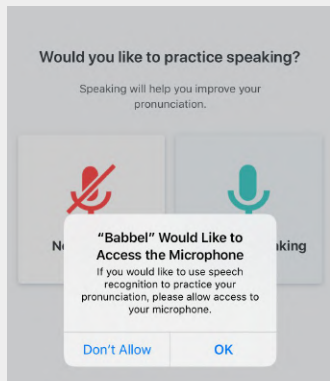 Would you like to practice speaking?
Speaking will help you improve your
pronunciation.
“Babbel” Would Like to
Access the Microphone
If you would like to use speech
recognition to practice your
pronunciation, please allow access to
your microphone.
Don't Allow OK